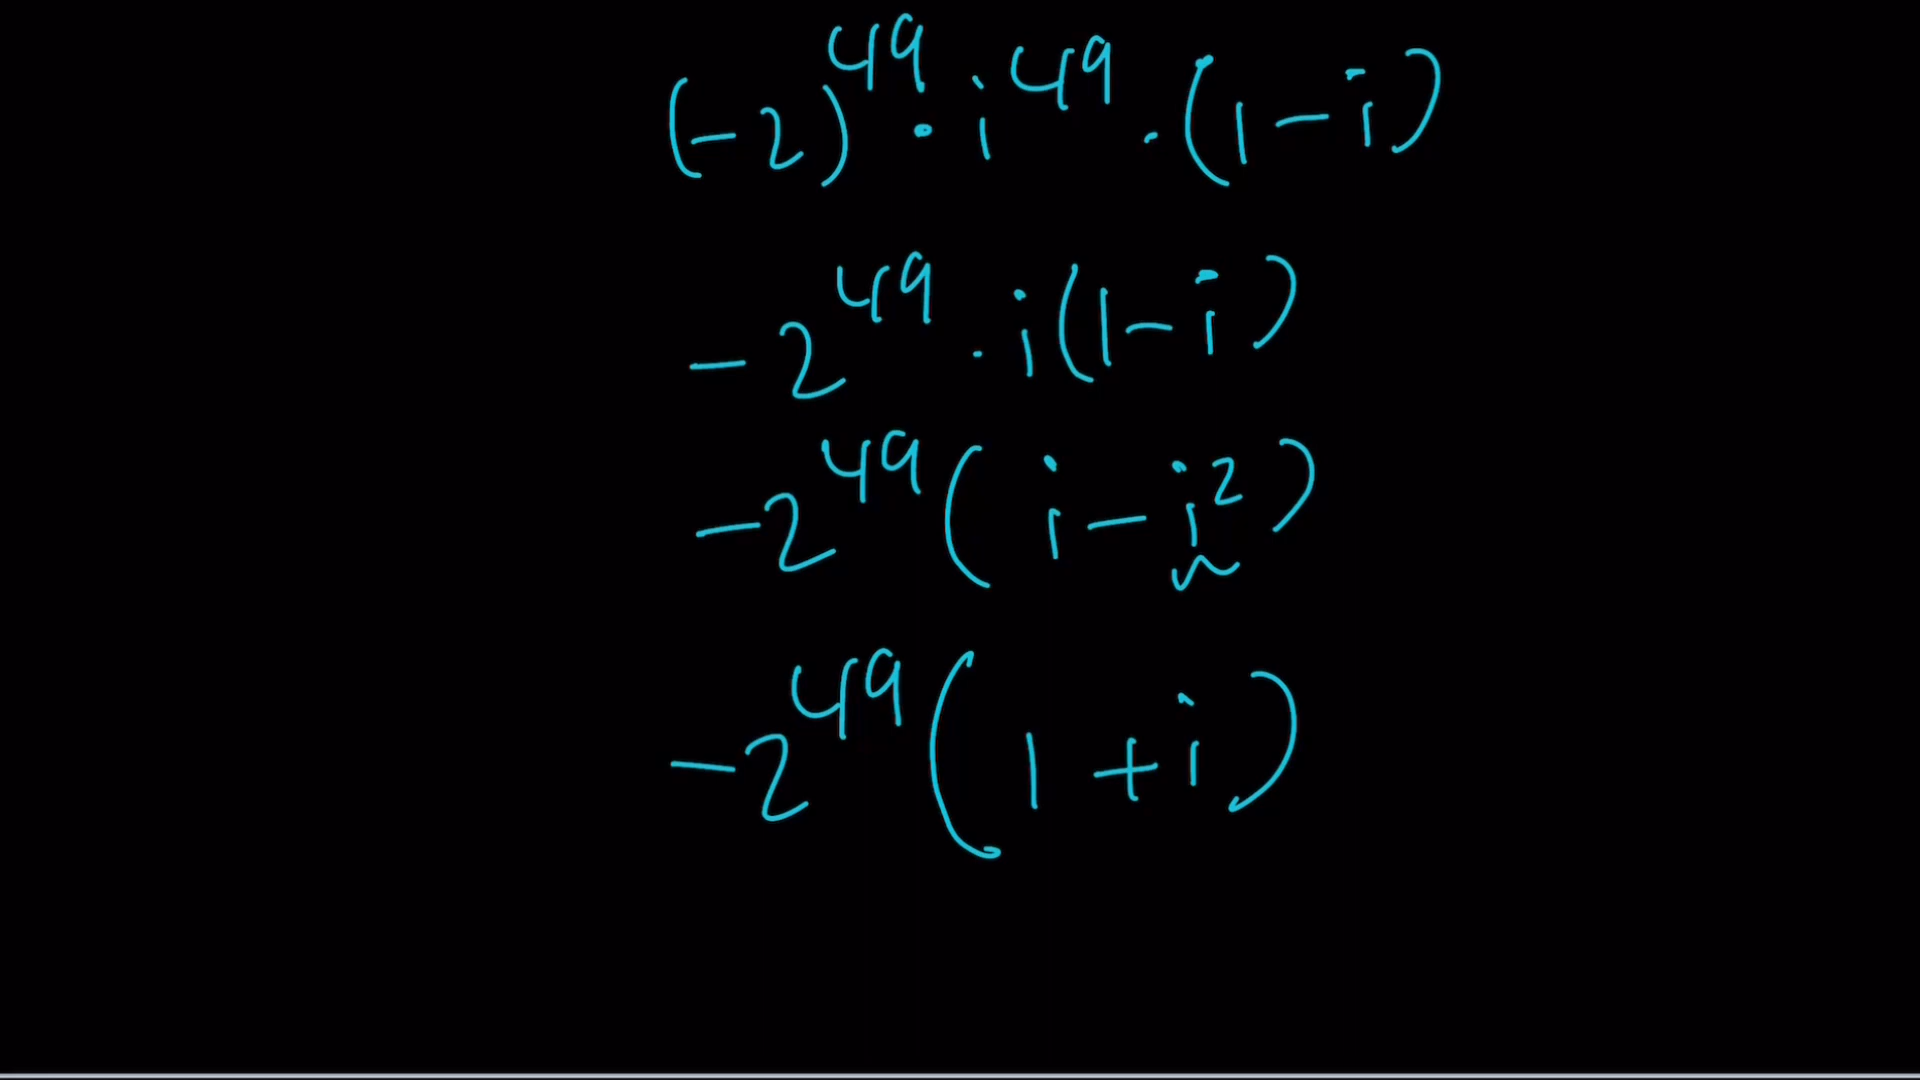 (-2)^49 · i^49 · (1-i)
-2^49 · i(1-i)
-2^49 (i-i^2)
-2^49 (1+i)